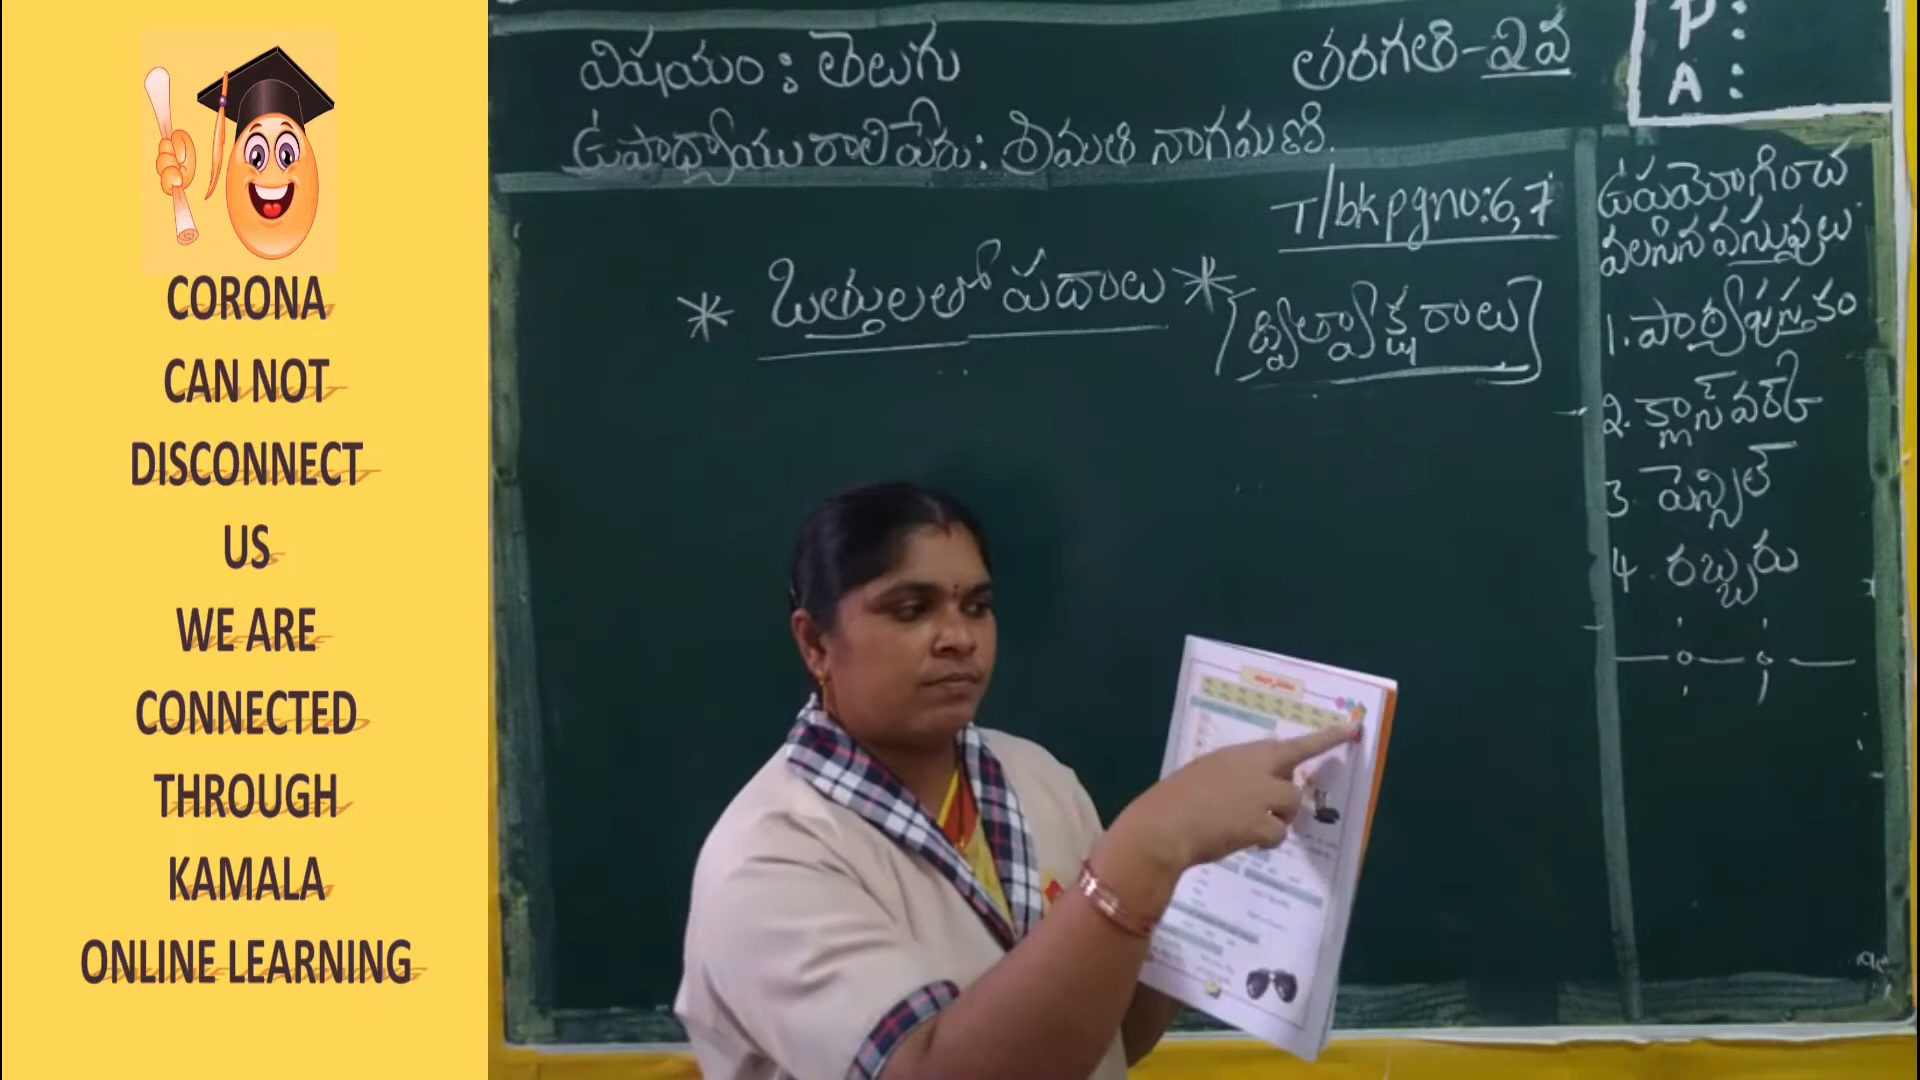 CORONA
CAN NOT
DISCONNECT
US
WE ARE
CONNECTED
THROUGH
KAMALA
ONLINE LEARNING
విషయం : తెలుగు
తరగతి-2వ
ఉపాధ్యాయురాలి పేరు: శ్రీమతి నాగమణి.
T/bk pg no:6,7
* ఒత్తులతో పదాలు *
[ద్విత్వాక్షరాలు]
P :
A :
ఉపయోగించ
వలసిన వస్తువులు
1. పాఠ్యపుస్తకం
2. క్లాస్ వర్క్
3. పెన్సిల్
4. రబ్బరు